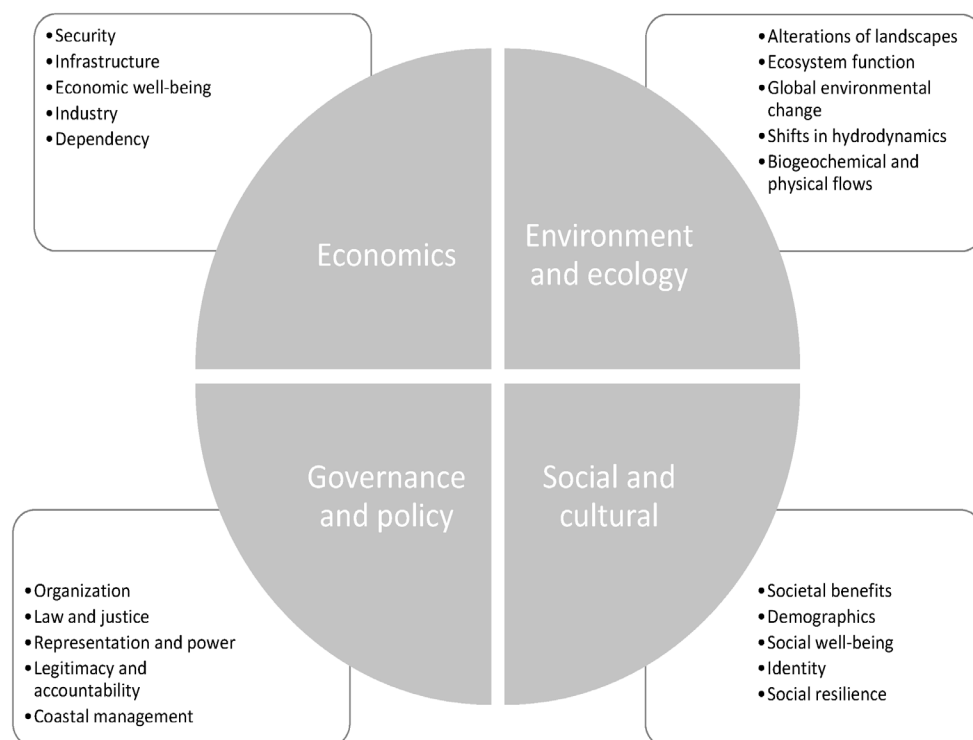 • Security
• Infrastructure
• Economic well-being
• Industry
• Dependency
• Alterations of landscapes
• Ecosystem function
• Global environmental
change
• Shifts in hydrodynamics
• Biogeochemical and
physical flows
Economics
Environment
and ecology
Governance
and policy
Social and
cultural
• Organization
• Law and justice
• Representation and power
• Legitimacy and
accountability
• Coastal management
• Societal benefits
• Demographics
• Social well-being
• Identity
• Social resilience